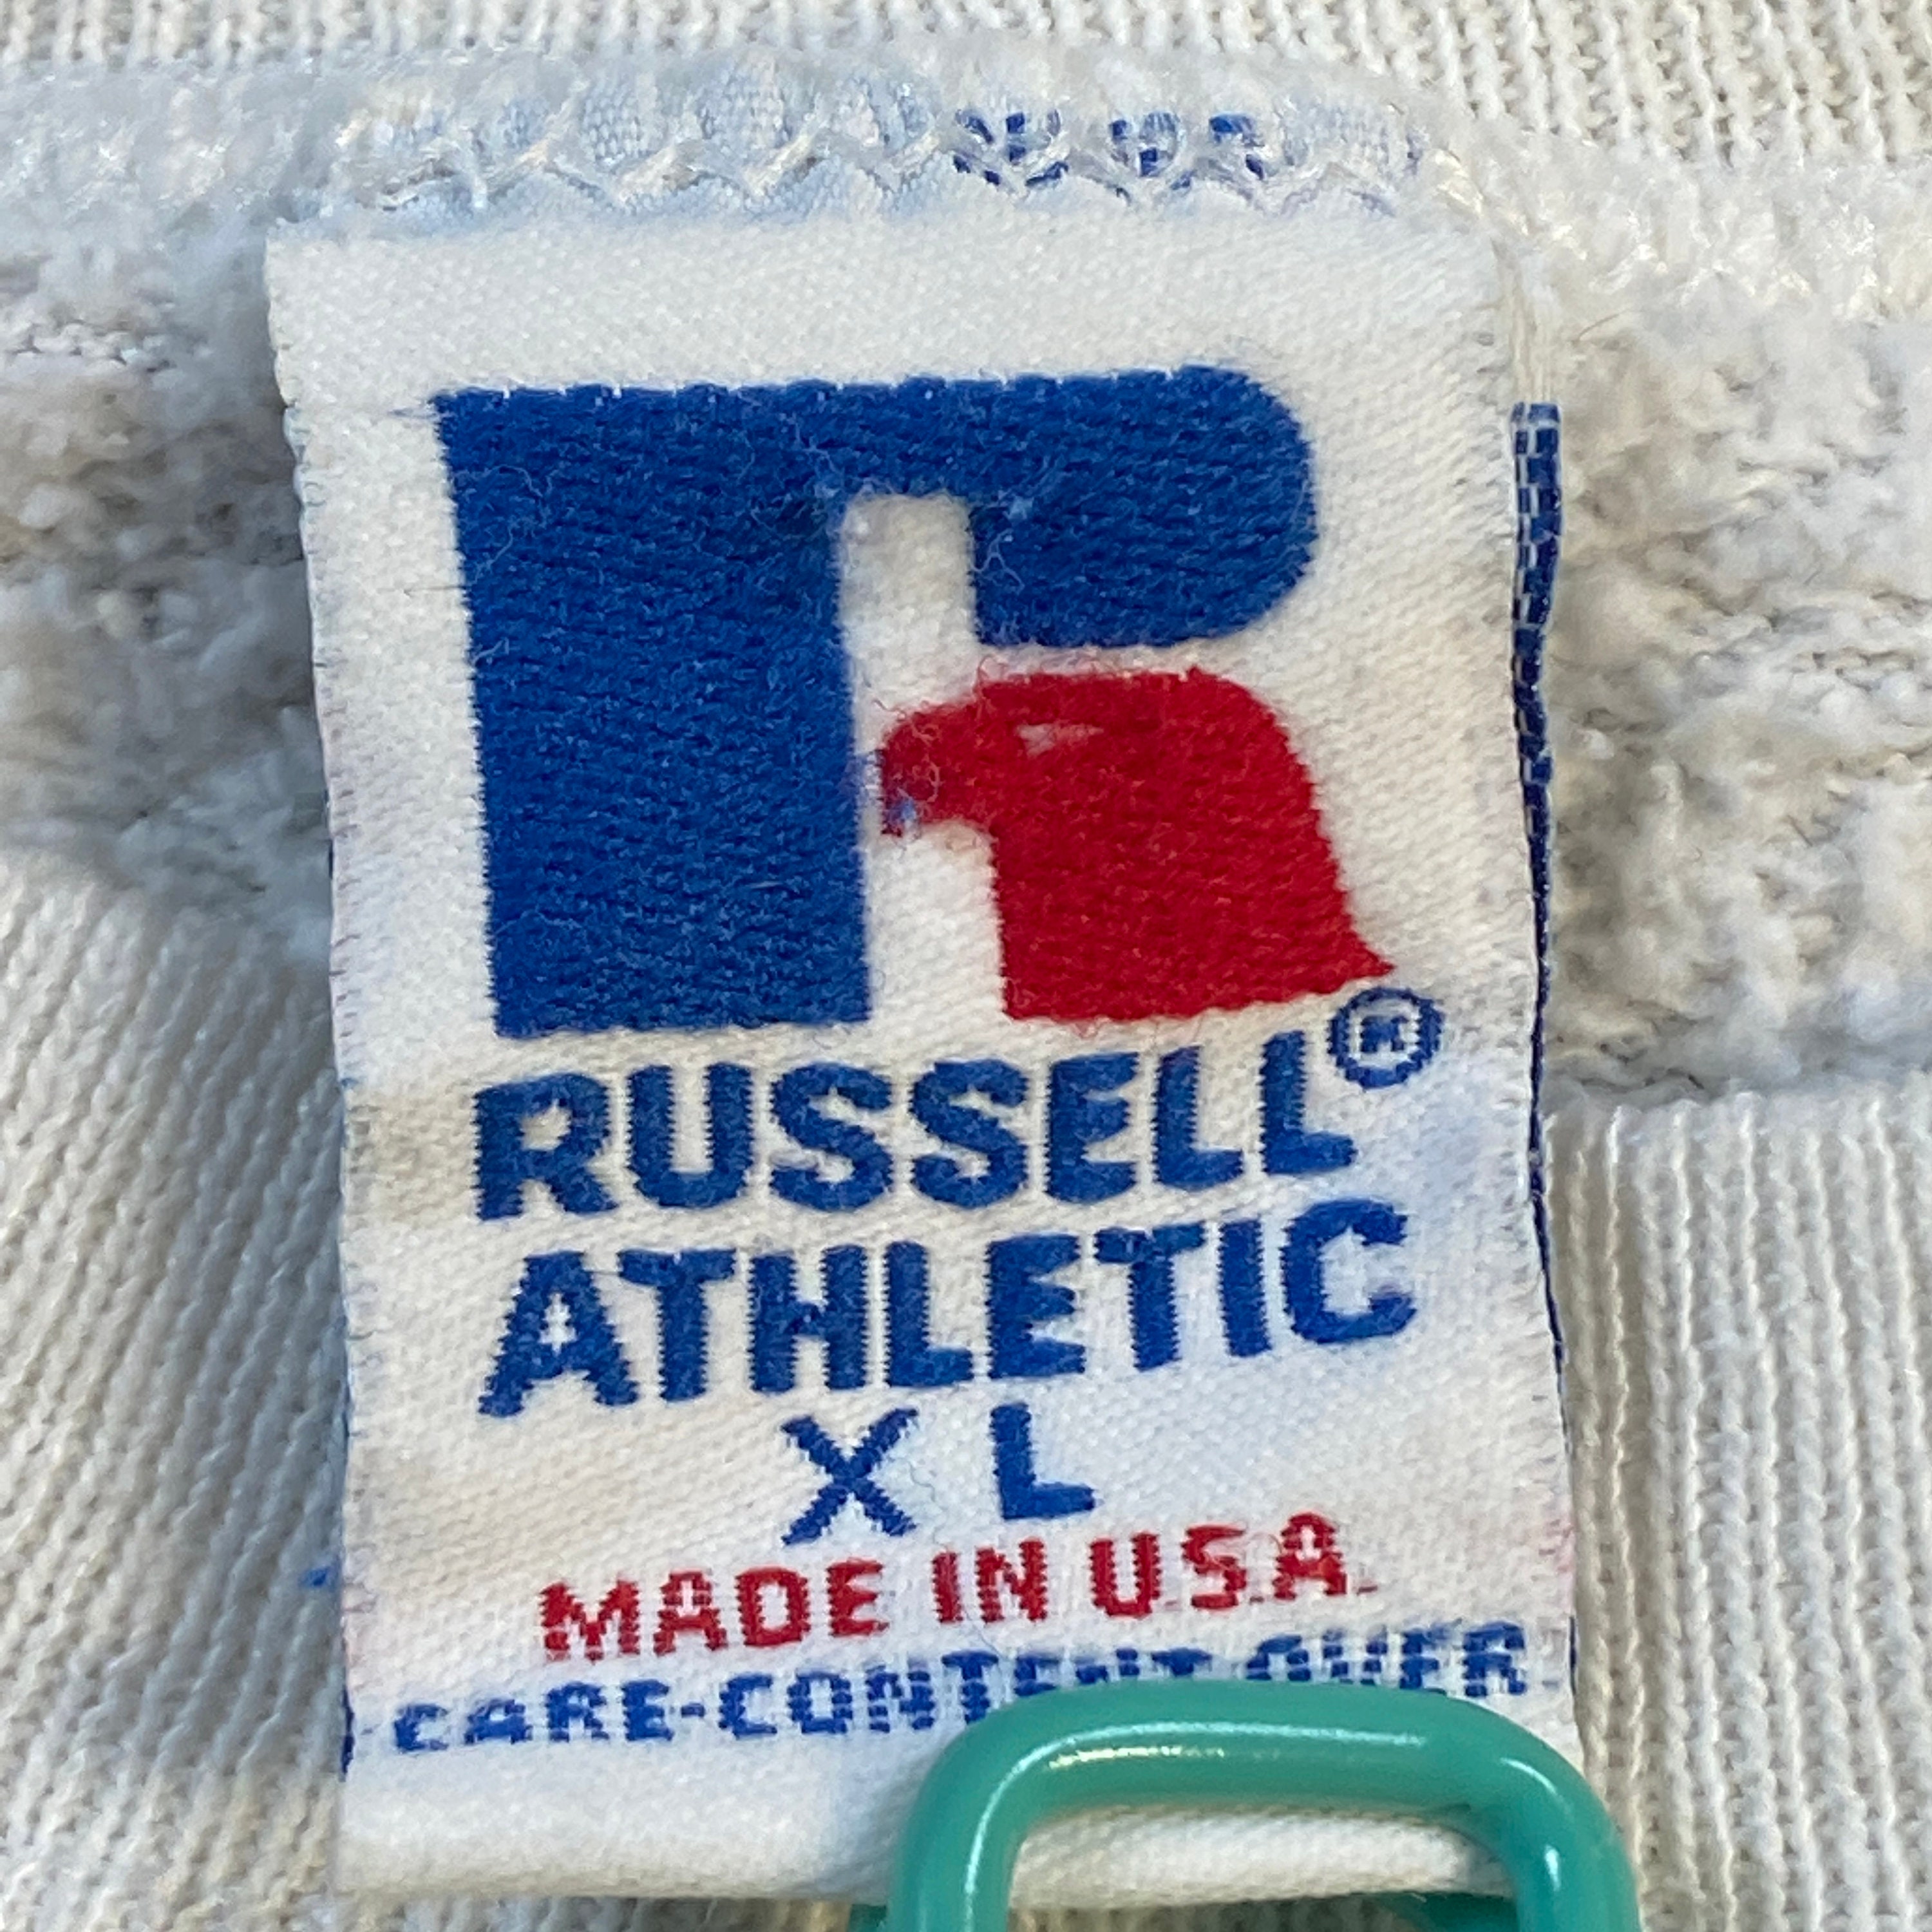 RUSSELL®
ATHLETIC
XL
MADE IN U.S.A.
CARE-CONTENT OVER